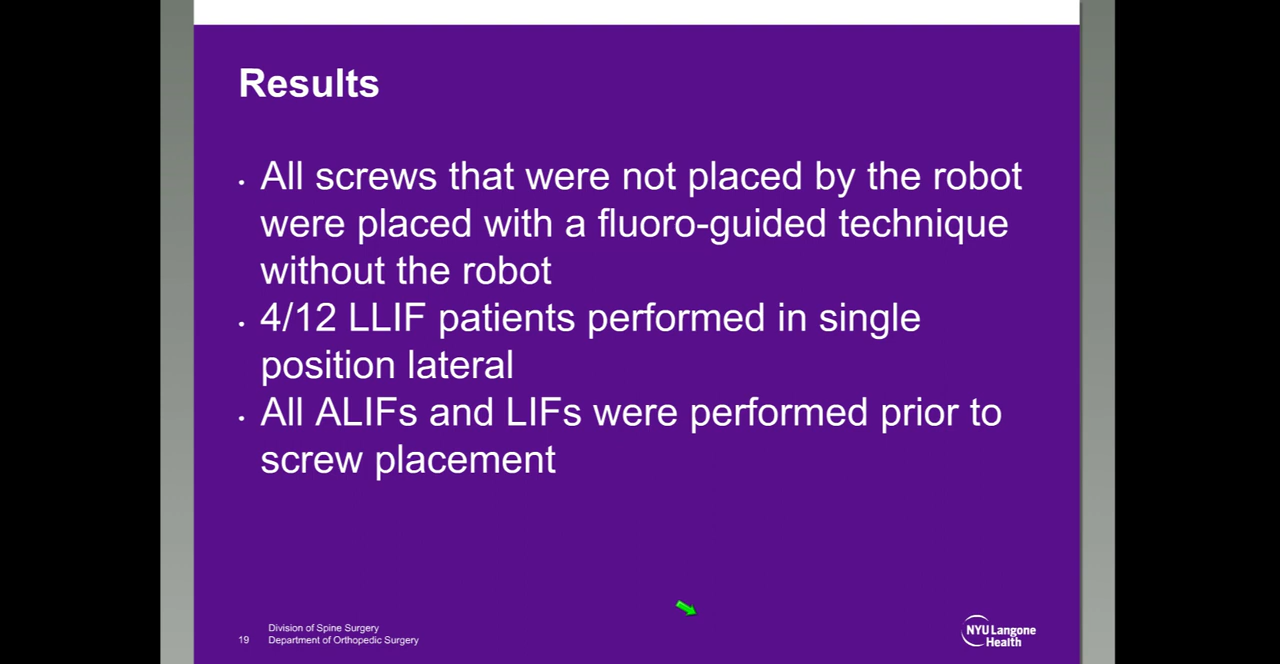 Results
• All screws that were not placed by the robot
were placed with a fluoro-guided technique
without the robot
• 4/12 LLIF patients performed in single
position lateral
• All ALIFs and LIFs were performed prior to
screw placement
Division of Spine Surgery
19 Department of Orthopedic Surgery
NYU Langone
Health